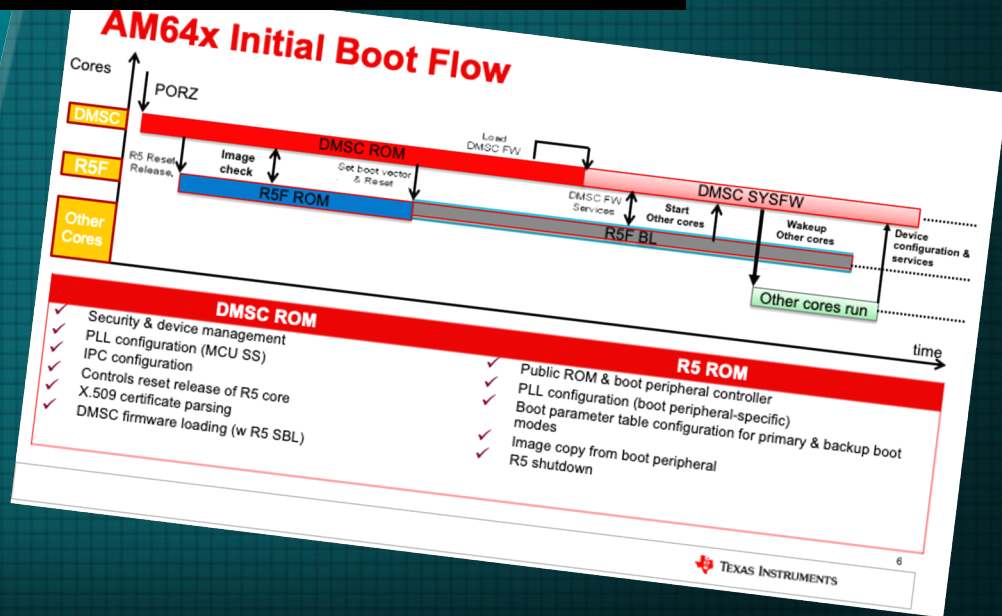 AM64x Initial Boot Flow
Cores
PORZ
DMSC
DMSC ROM
Load
DMSC FW
DMSC SYSFW
R5F
R5 Reset
Release,
Image
check
Set boot vector
& Reset
R5F ROM
DMSC FW
Services
Start
Other cores
Wakeup
Other cores
Device
configuration &
services
R5F BL
Other
Cores
Other cores run
time
DMSC ROM
Security & device management
PLL configuration (MCU SS)
IPC configuration
Controls reset release of R5 core
X.509 certificate parsing
DMSC firmware loading (w R5 SBL)
R5 ROM
Public ROM & boot peripheral controller
PLL configuration (boot peripheral-specific)
Boot parameter table configuration for primary & backup boot
modes
Image copy from boot peripheral
R5 shutdown
TEXAS INSTRUMENTS
6